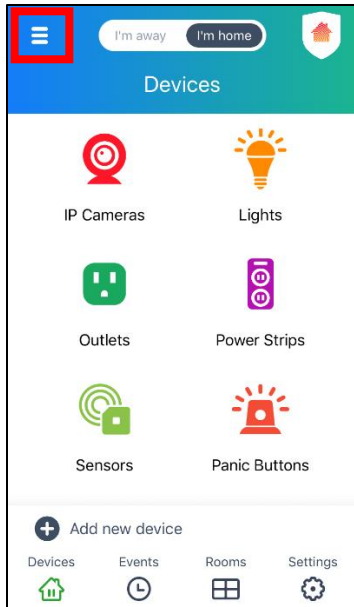 I'm away I'm home
Devices
IP Cameras Lights
Outlets Power Strips
Sensors Panic Buttons
Add new device
Devices Events Rooms Settings